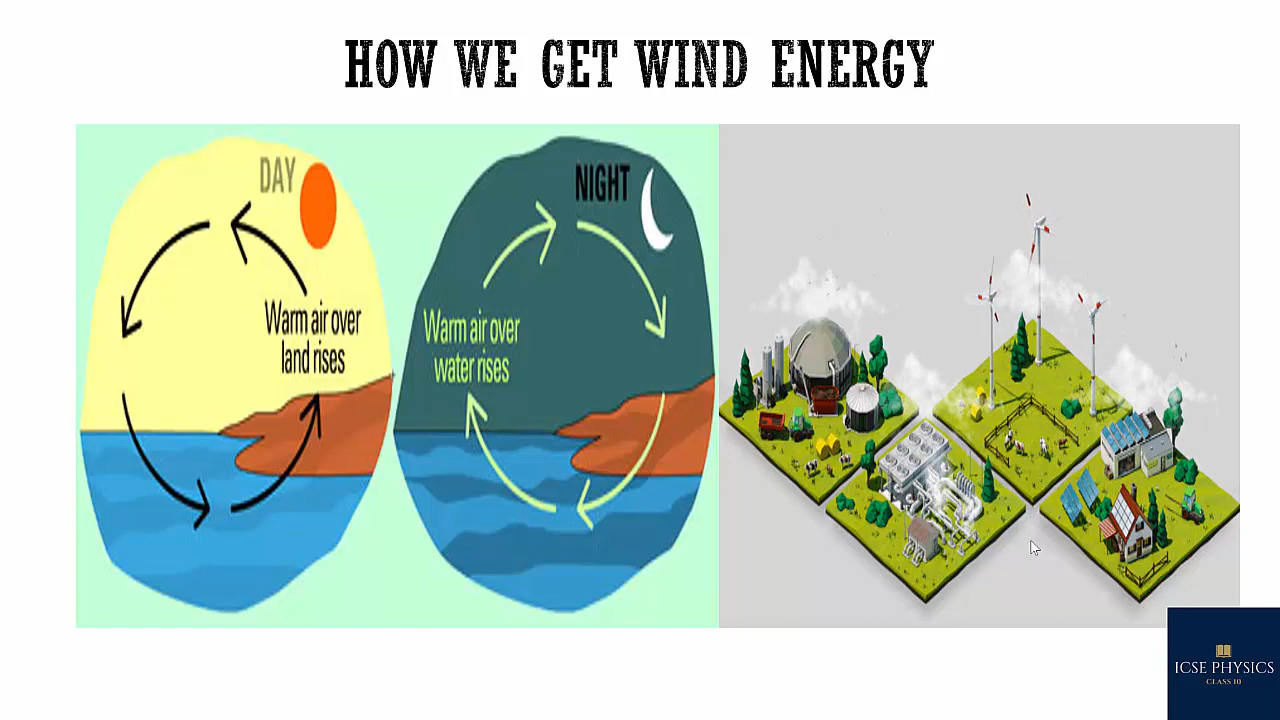 HOW WE GET WIND ENERGY
DAY
Warm air over
land rises
NIGHT
Warm air over
water rises
ICSE PHYSICS
CLASS 10